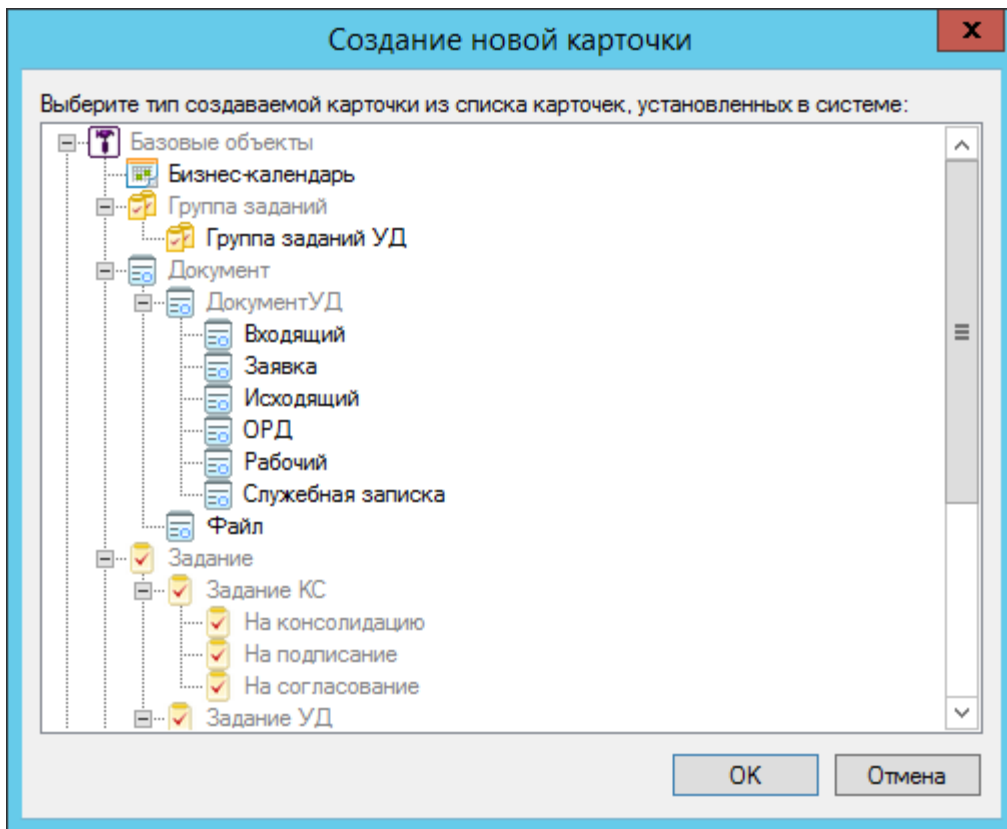 Создание новой карточки
x
Выберите тип создаваемой карточки из списка карточек, установленных в системе:
Базовые объекты
Бизнес-календарь
Группа заданий
Группа заданий УД
Документ
ДокументУД
Входящий
Заявка
Исходящий
ОРД
Рабочий
Служебная записка
Файл
Задание
Задание КС
На консолидацию
На подписание
На согласование
Задание УД
ОК
Отмена